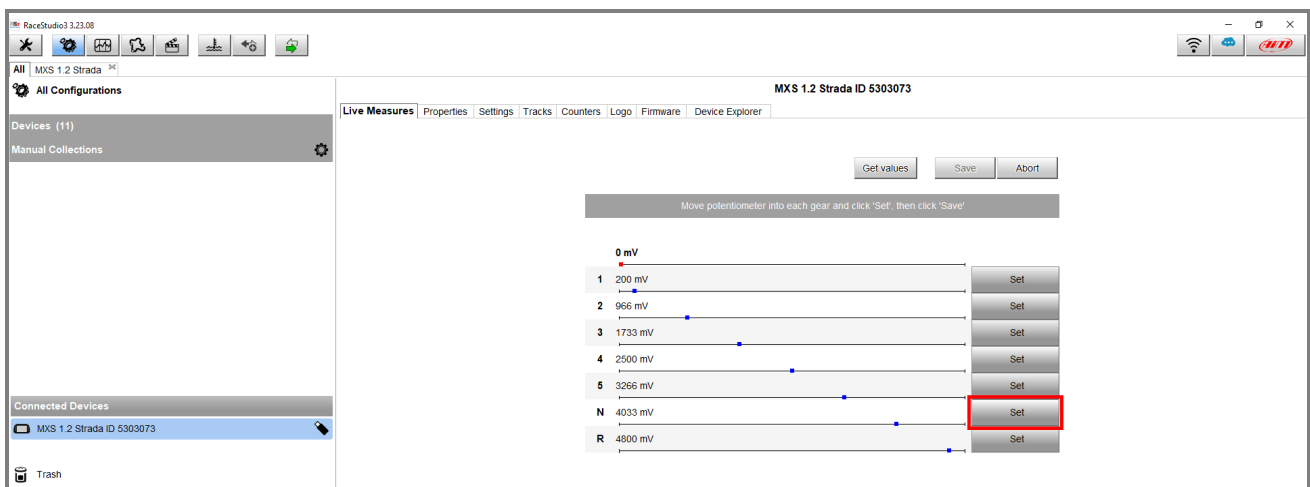 RaceStudio3 3.23.08
AiM
All MXS 1.2 Strada
All Configurations
MXS 1.2 Strada ID 5303073
Live Measures Properties Settings Tracks Counters Logo Firmware Device Explorer
Devices (11)
Manual Collections
Get values Save Abort
Move potentiometer into each gear and click 'Set', then click 'Save'
0 mV
1 200 mV Set
2 966 mV Set
3 1733 mV Set
4 2500 mV Set
5 3266 mV Set
N 4033 mV Set
R 4800 mV Set
Connected Devices
MXS 1.2 Strada ID 5303073
Trash